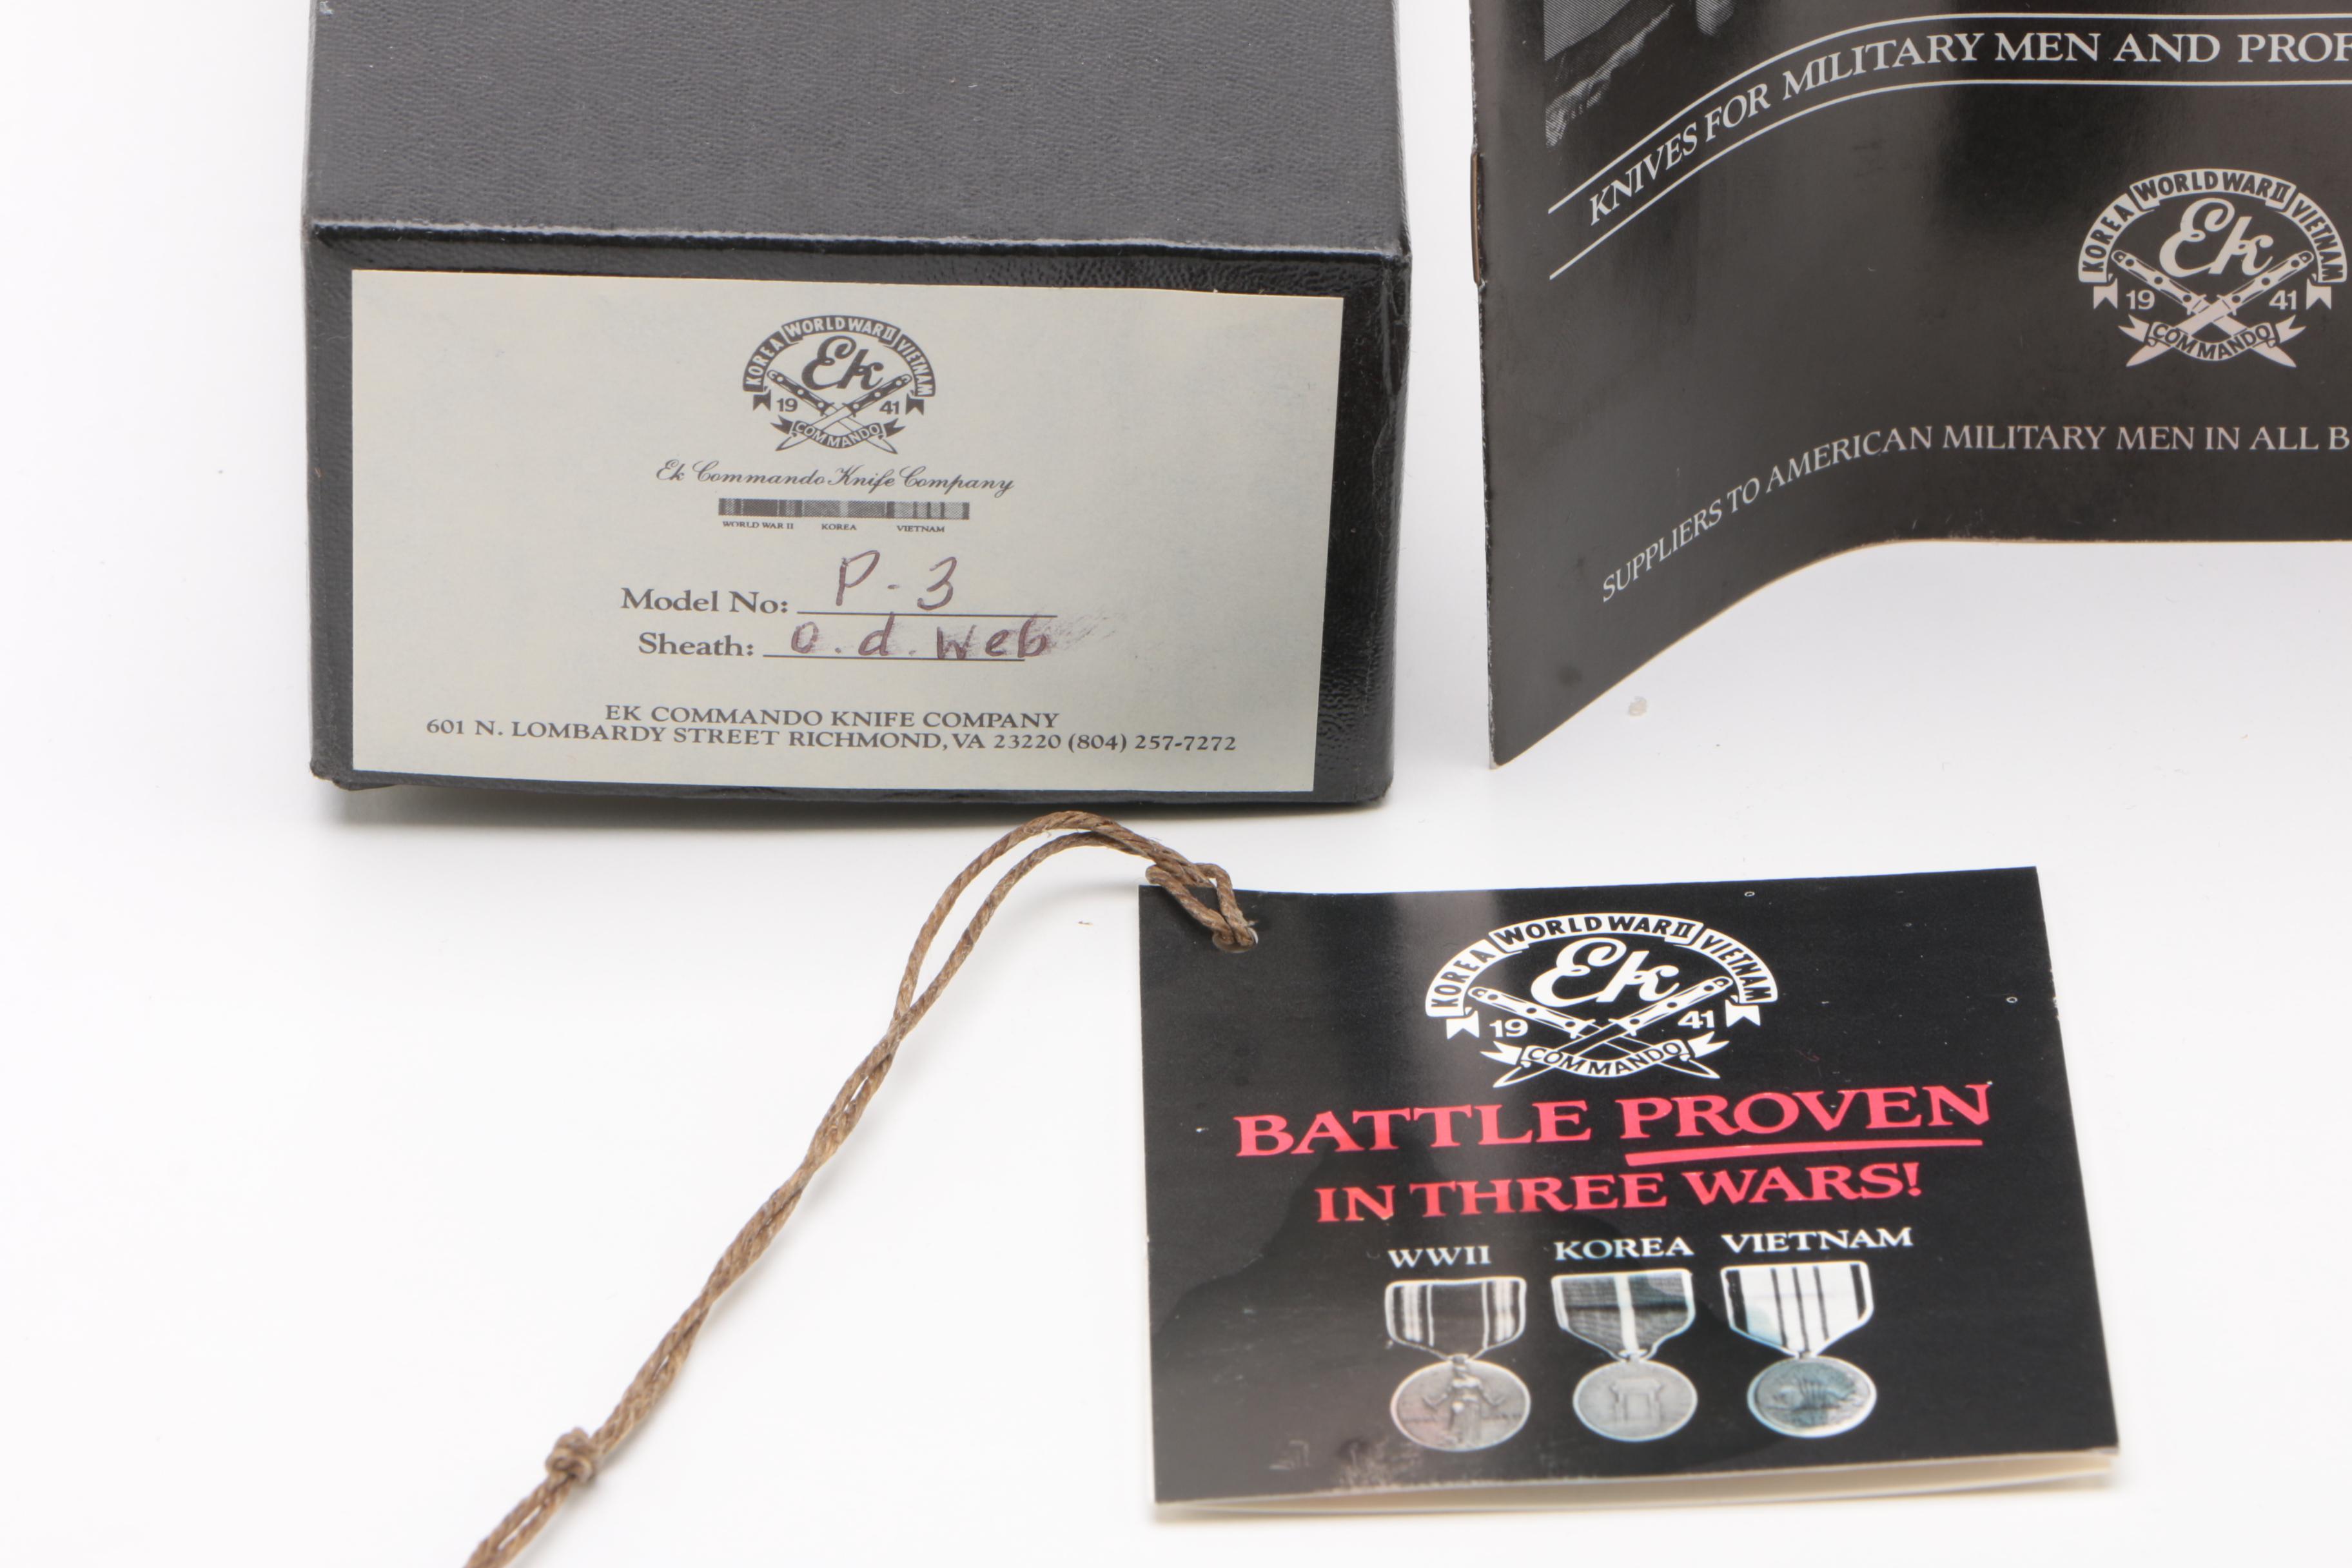 KOREA WORLD WAR II VIETNAM
Ek
19 41
COMMANDO
Ek Commando Knife Company
WORLD WAR II KOREA VIETNAM
Model No: P-3
Sheath: O.d. Web
EK COMMANDO KNIFE COMPANY
601 N. LOMBARDY STREET RICHMOND, VA 23220 (804) 257-7272
KNIVES FOR MILITARY MEN AND PROF
KOREA WORLD WAR II VIETNAM
Ek
19 41
COMMANDO
SUPPLIERS TO AMERICAN MILITARY MEN IN ALL B
KOREA WORLD WAR II VIETNAM
Ek
19 41
COMMANDO
BATTLE PROVEN
IN THREE WARS!
WWII KOREA VIETNAM